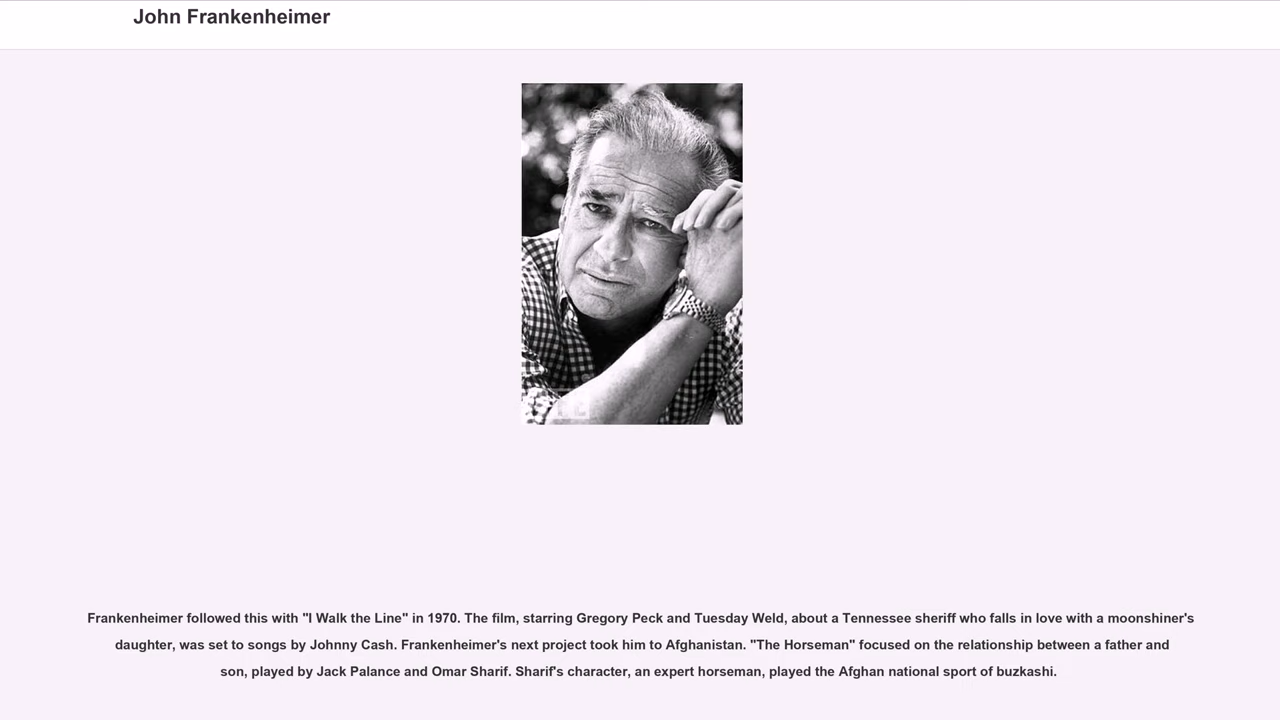 John Frankenheimer
Frankenheimer followed this with "I Walk the Line" in 1970. The film, starring Gregory Peck and Tuesday Weld, about a Tennessee sheriff who falls in love with a moonshiner's
daughter, was set to songs by Johnny Cash. Frankenheimer's next project took him to Afghanistan. "The Horseman" focused on the relationship between a father and
son, played by Jack Palance and Omar Sharif. Sharif's character, an expert horseman, played the Afghan national sport of buzkashi.